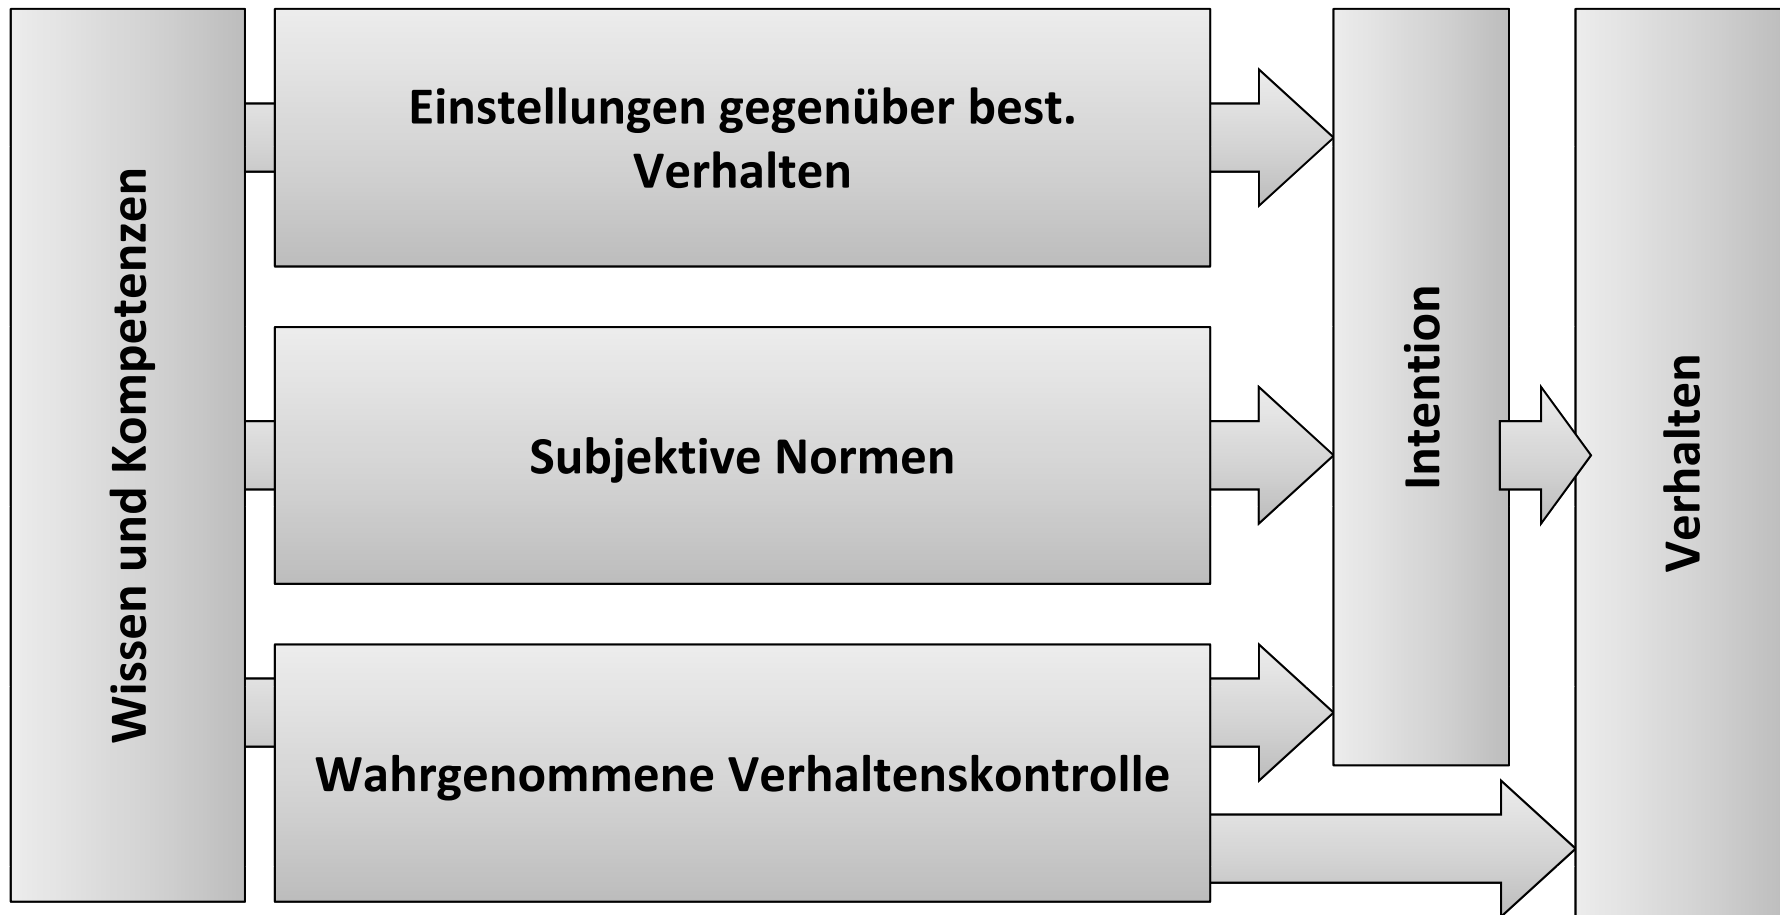 Wissen und Kompetenzen
Einstellungen gegenüber best.
Verhalten
Subjektive Normen
Wahrgenommene Verhaltenskontrolle
Intention
Verhalten